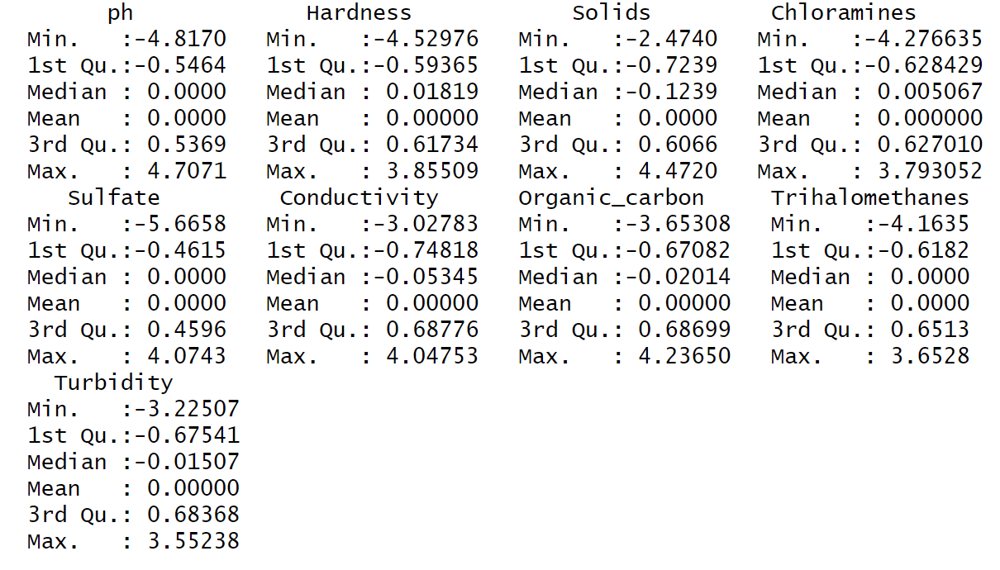 ph              Hardness            Solids         Chloramines
Min.   :-4.8170   Min.   :-4.52976   Min.   :-2.4740   Min.   :-4.276635
1st Qu.:-0.5464   1st Qu.:-0.59365   1st Qu.:-0.7239   1st Qu.:-0.628429
Median : 0.0000   Median : 0.01819   Median :-0.1239   Median : 0.005067
Mean   : 0.0000   Mean   : 0.00000   Mean   : 0.0000   Mean   : 0.000000
3rd Qu.: 0.5369   3rd Qu.: 0.61734   3rd Qu.: 0.6066   3rd Qu.: 0.627010
Max.   : 4.7071   Max.   : 3.85509   Max.   : 4.4720   Max.   : 3.793052
   Sulfate         Conductivity      Organic_carbon     Trihalomethanes
Min.   :-5.6658   Min.   :-3.02783   Min.   :-3.65308   Min.   :-4.1635
1st Qu.:-0.4615   1st Qu.:-0.74818   1st Qu.:-0.67082   1st Qu.:-0.6182
Median : 0.0000   Median :-0.05345   Median :-0.02014   Median : 0.0000
Mean   : 0.0000   Mean   : 0.00000   Mean   : 0.00000   Mean   : 0.0000
3rd Qu.: 0.4596   3rd Qu.: 0.68776   3rd Qu.: 0.68699   3rd Qu.: 0.6513
Max.   : 4.0743   Max.   : 4.04753   Max.   : 4.23650   Max.   : 3.6528
  Turbidity
Min.   :-3.22507
1st Qu.:-0.67541
Median :-0.01507
Mean   : 0.00000
3rd Qu.: 0.68368
Max.   : 3.55238